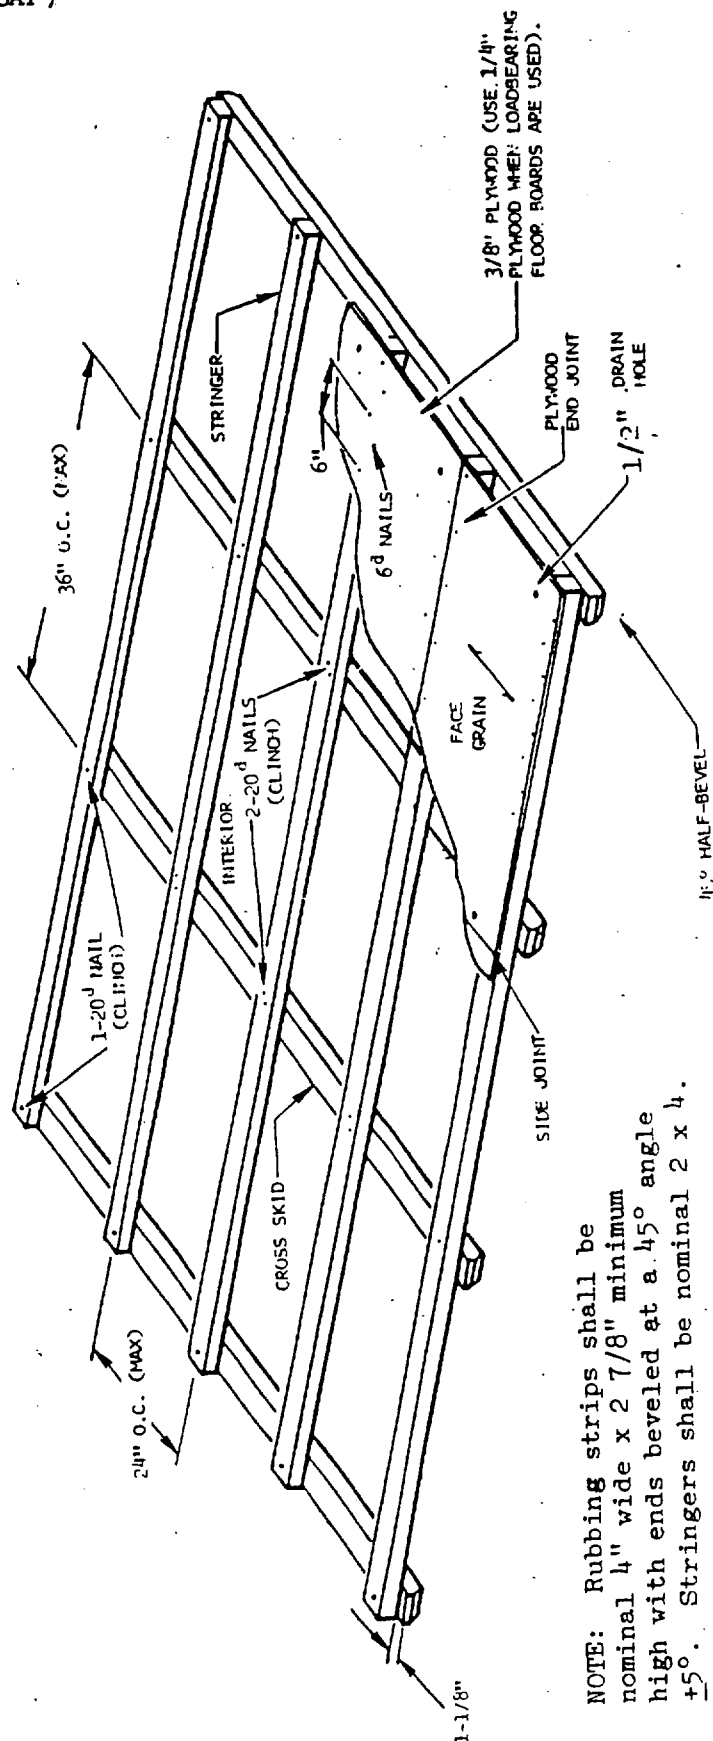 3/8" PLYWOOD (USE 1/4"
PLYWOOD WHEN LOADBEARING
FLOOR BOARDS ARE USED).
STRINGER
36" O.C. (MAX)
6"
6d NAILS
PLYWOOD
END JOINT
1/2" DRAIN
HOLE
FACE
GRAIN
INTERIOR
2-20d NAILS
(CLINCH)
1-20d NAIL
(CLINCH)
HALF-BEVEL
SIDE JOINT
CROSS SKID
24" O.C. (MAX)
1-1/8"
NOTE: Rubbing strips shall be
nominal 4" wide x 2 7/8" minimum
high with ends beveled at a 45° angle
±5°. Stringers shall be nominal 2 x 4.